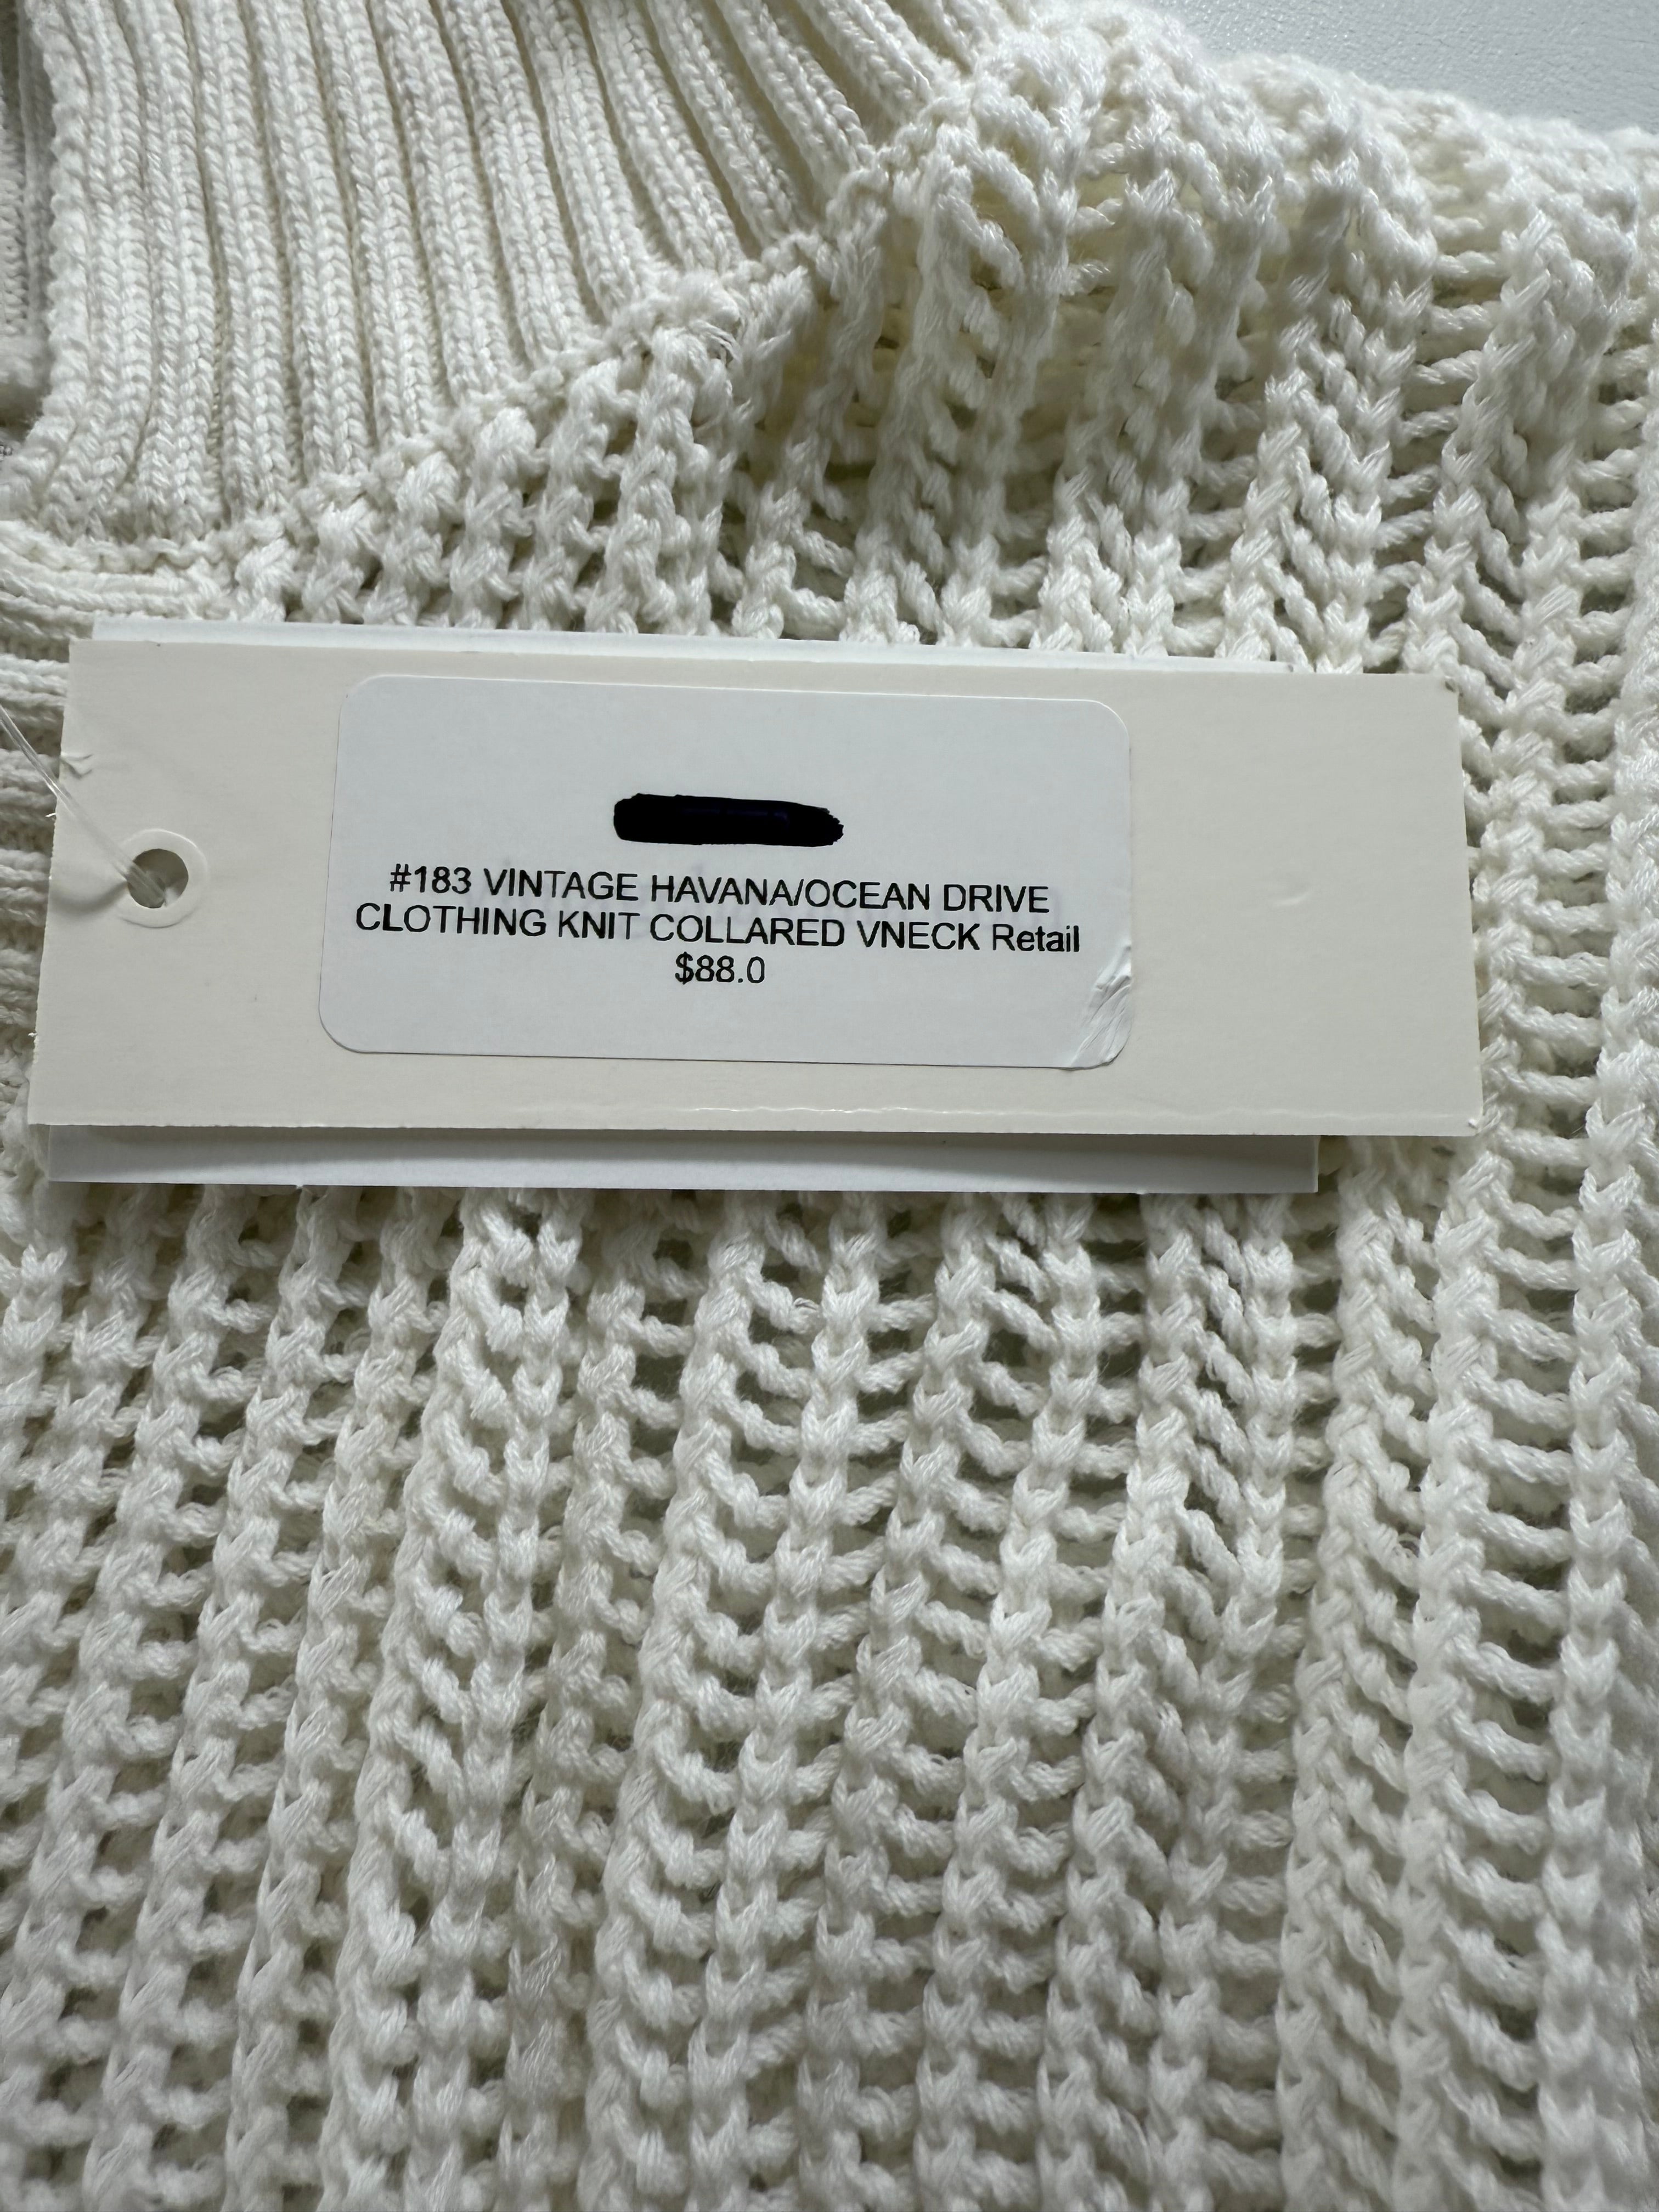 #183 VINTAGE HAVANA/OCEAN DRIVE
CLOTHING KNIT COLLARED VNECK Retail
$88.0